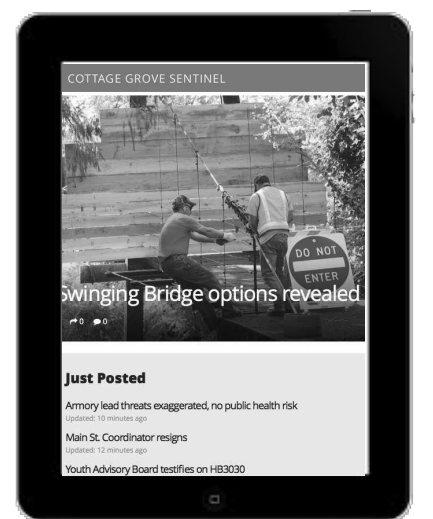 COTTAGE GROVE SENTINEL
DO NOT
ENTER
Swinging Bridge options revealed
0 0
Just Posted
Armory lead threats exaggerated, no public health risk
Updated: 10 minutes ago
Main St. Coordinator resigns
Updated: 12 minutes ago
Youth Advisory Board testifies on HB3030